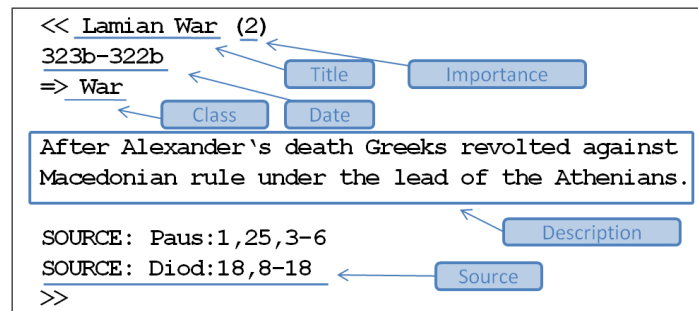 << Lamian War (2)
323b-322b
Title
Importance
=> War
Class
Date
After Alexander‘s death Greeks revolted against
Macedonian rule under the lead of the Athenians.
Description
SOURCE: Paus:1,25,3-6
SOURCE: Diod:18,8-18
Source
>>